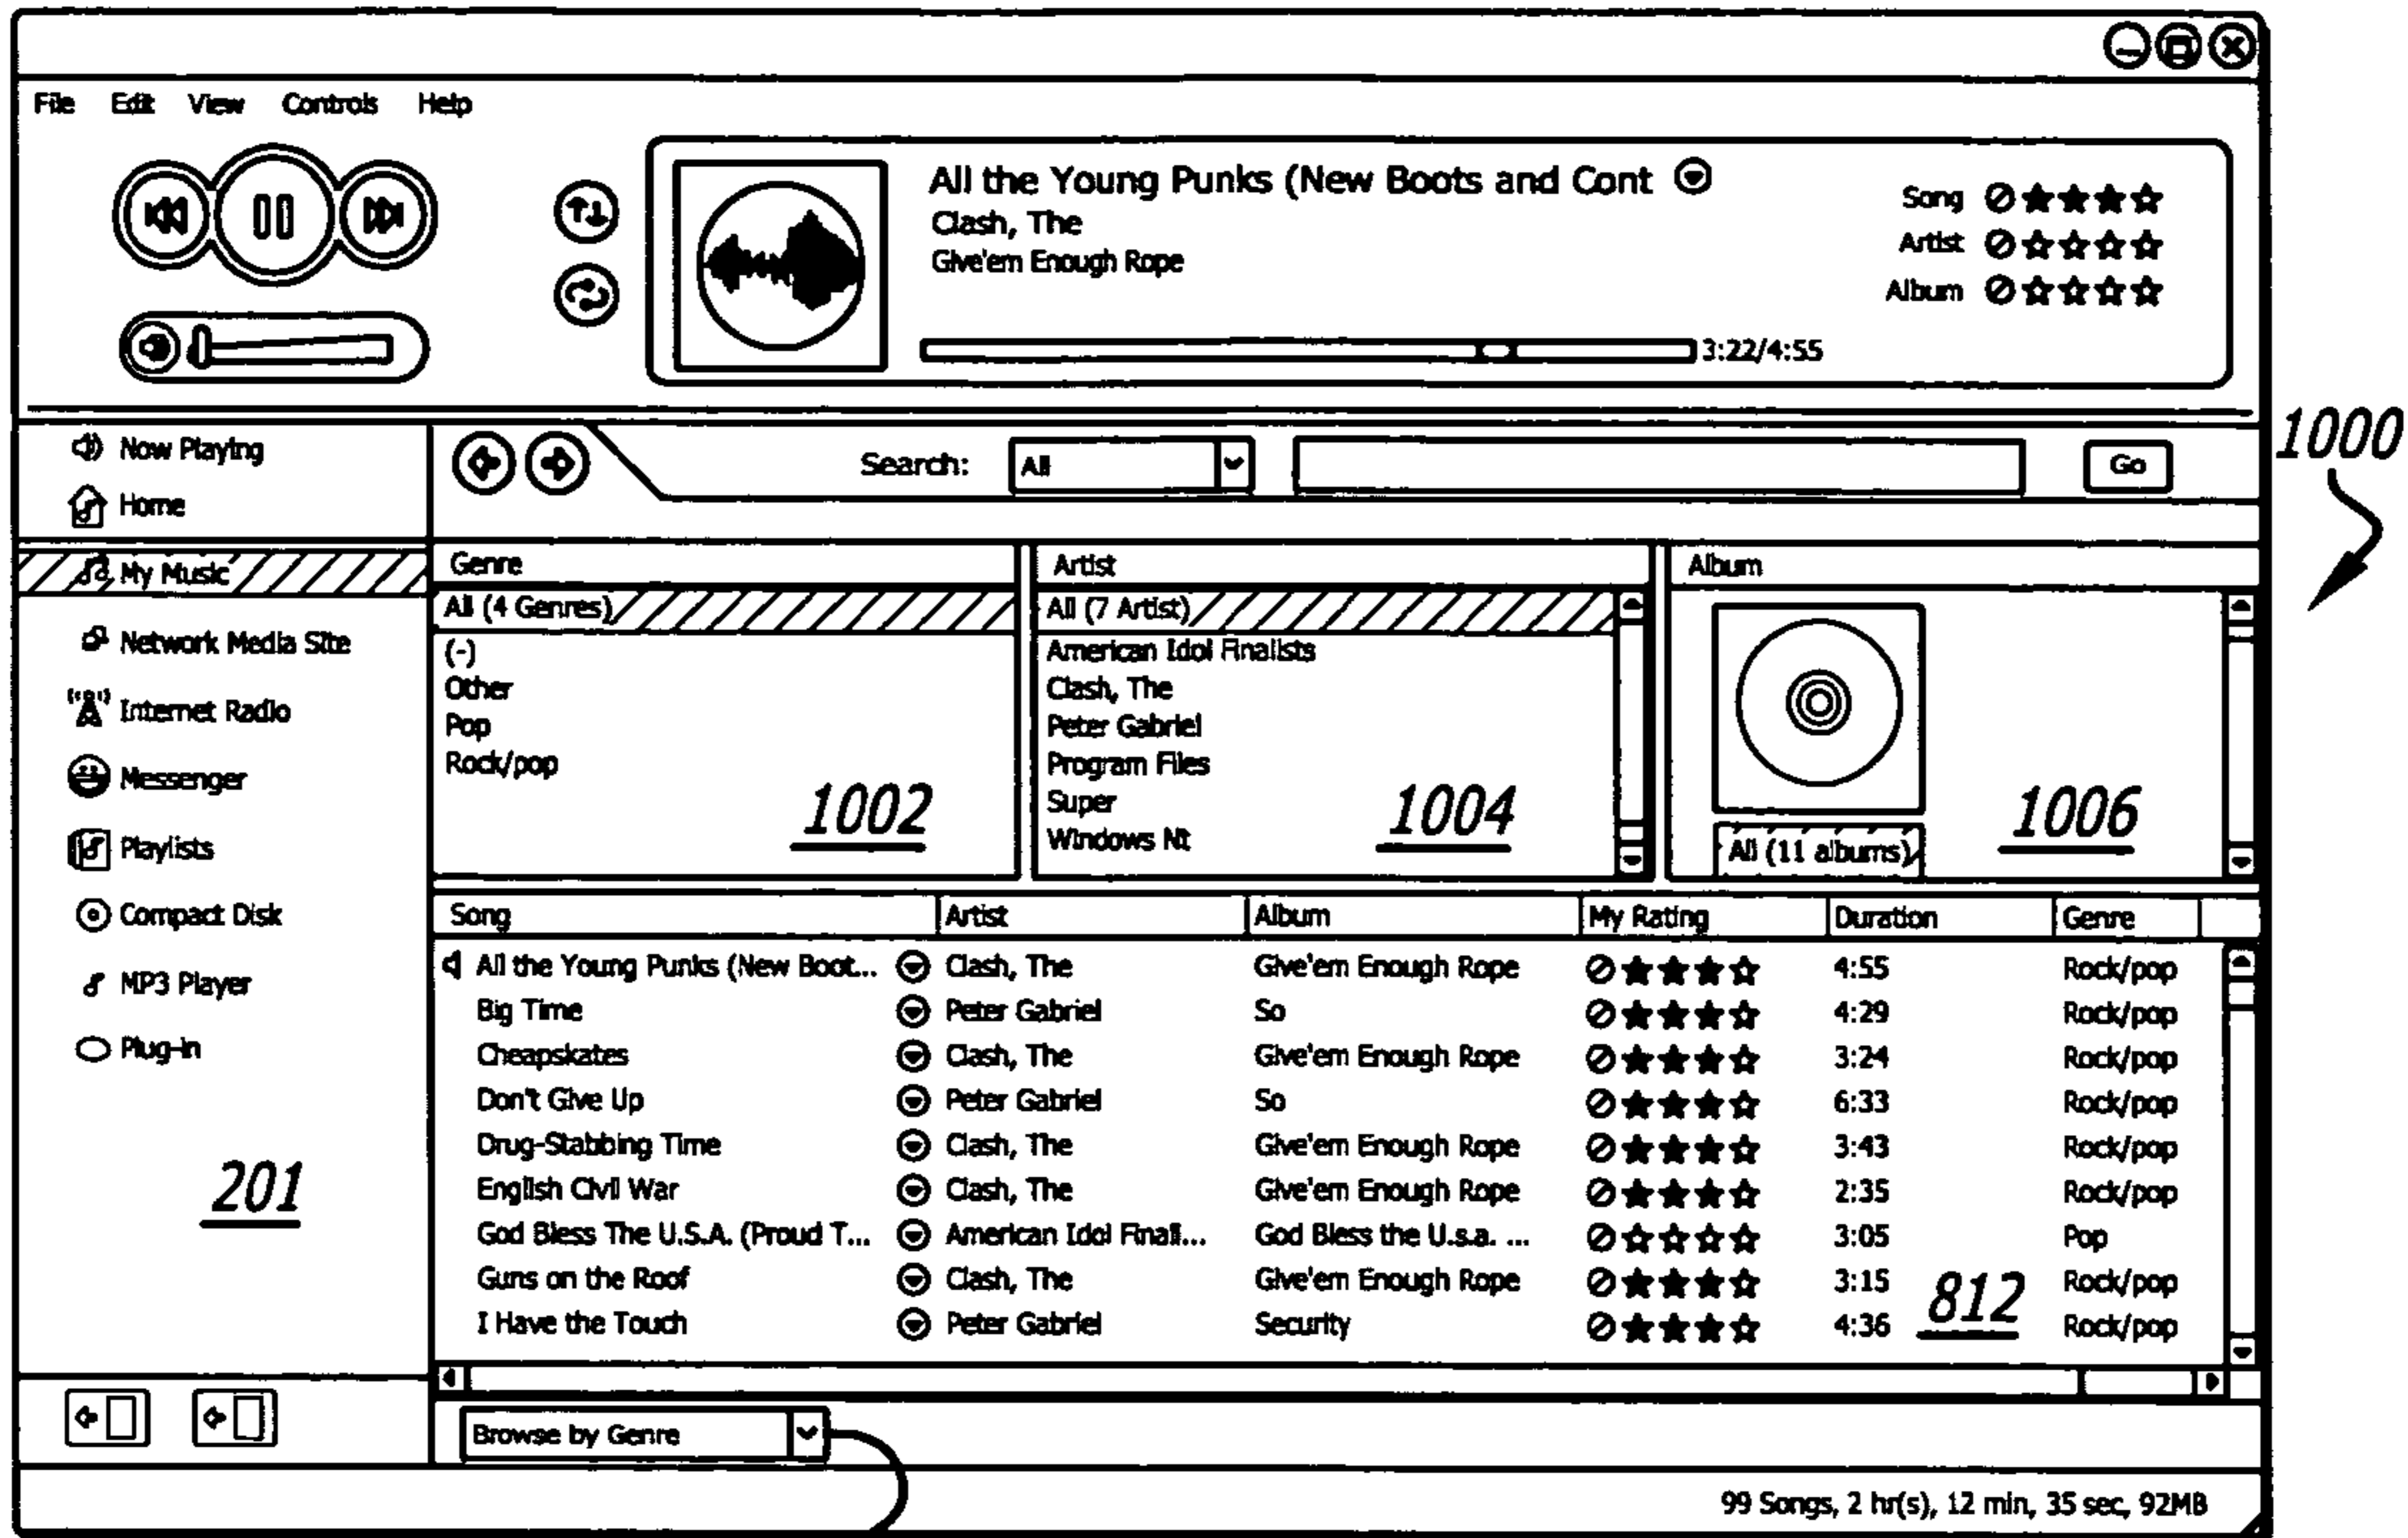 File Edit View Controls Help
All the Young Punks (New Boots and Cont
Clash, The
Give'em Enough Rope
Song
Artist
Album
3:22/4:55
1000
Now Playing
Home
My Music
Network Media Site
Internet Radio
Messenger
Playlists
Compact Disk
MP3 Player
Plug-in
201
Search: All Go
Genre
All (4 Genres)
(-)
Other
Pop
Rock/pop
1002
Artist
All (7 Artist)
American Idol Finalists
Clash, The
Peter Gabriel
Program Files
Super
Windows Nt
1004
Album
All (11 albums)
1006
Song Artist Album My Rating Duration Genre
All the Young Punks (New Boot... Clash, The Give'em Enough Rope 4:55 Rock/pop
Big Time Peter Gabriel So 4:29 Rock/pop
Cheapskates Clash, The Give'em Enough Rope 3:24 Rock/pop
Don't Give Up Peter Gabriel So 6:33 Rock/pop
Drug-Stabbing Time Clash, The Give'em Enough Rope 3:43 Rock/pop
English Civil War Clash, The Give'em Enough Rope 2:35 Rock/pop
God Bless The U.S.A. (Proud T... American Idol Finali... God Bless the U.s.a. ... 3:05 Pop
Guns on the Roof Clash, The Give'em Enough Rope 3:15 Rock/pop
I Have the Touch Peter Gabriel Security 4:36 Rock/pop
812
Browse by Genre
99 Songs, 2 hr(s), 12 min, 35 sec, 92MB